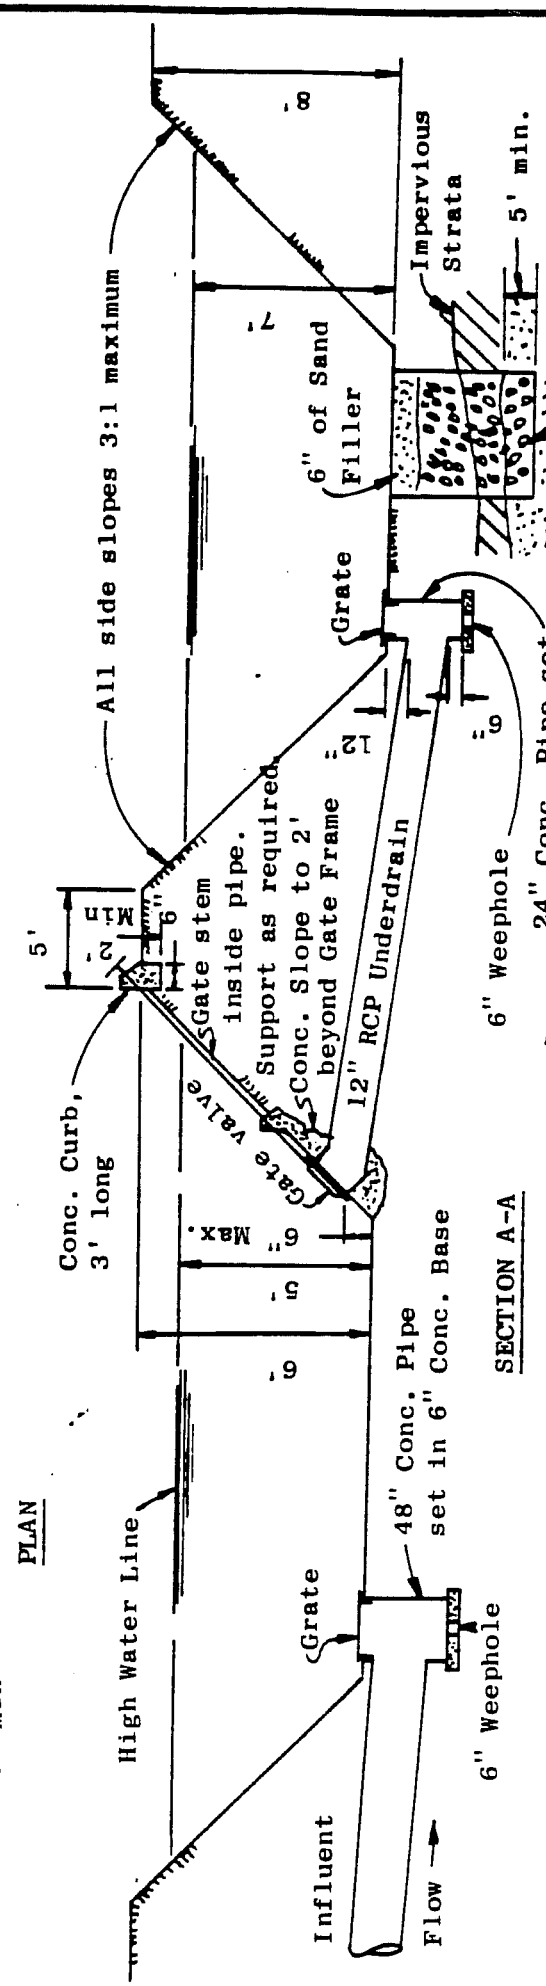 PLAN
High Water Line
Conc. Curb,
3' long
5'
2'
Min
9"
All side slopes 3:1 maximum
8'
7'
6'
5'
6"
Max.
Gate valve
Gate stem
inside pipe.
Support as required.
Conc. Slope to 2'
beyond Gate Frame
12" RCP Underdrain
12"
6"
Grate
6" of Sand
Filler
Impervious
Strata
5' min.
Influent
Flow
Grate
6" Weephole
48" Conc. Pipe
set in 6" Conc. Base
6" Weephole
24" Conc. Pipe set
SECTION A-A